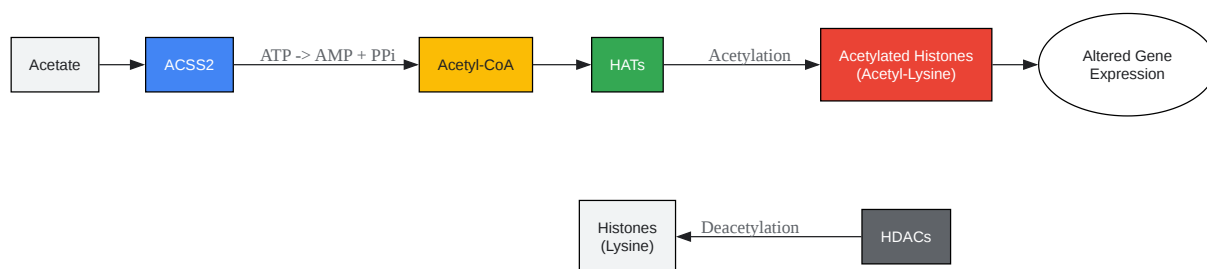 Acetate
ACSS2
ATP -> AMP + PPi
Acetyl-CoA
HATs
Acetylation
Acetylated Histones
(Acetyl-Lysine)
Altered Gene
Expression
Histones
(Lysine)
Deacetylation
HDACs